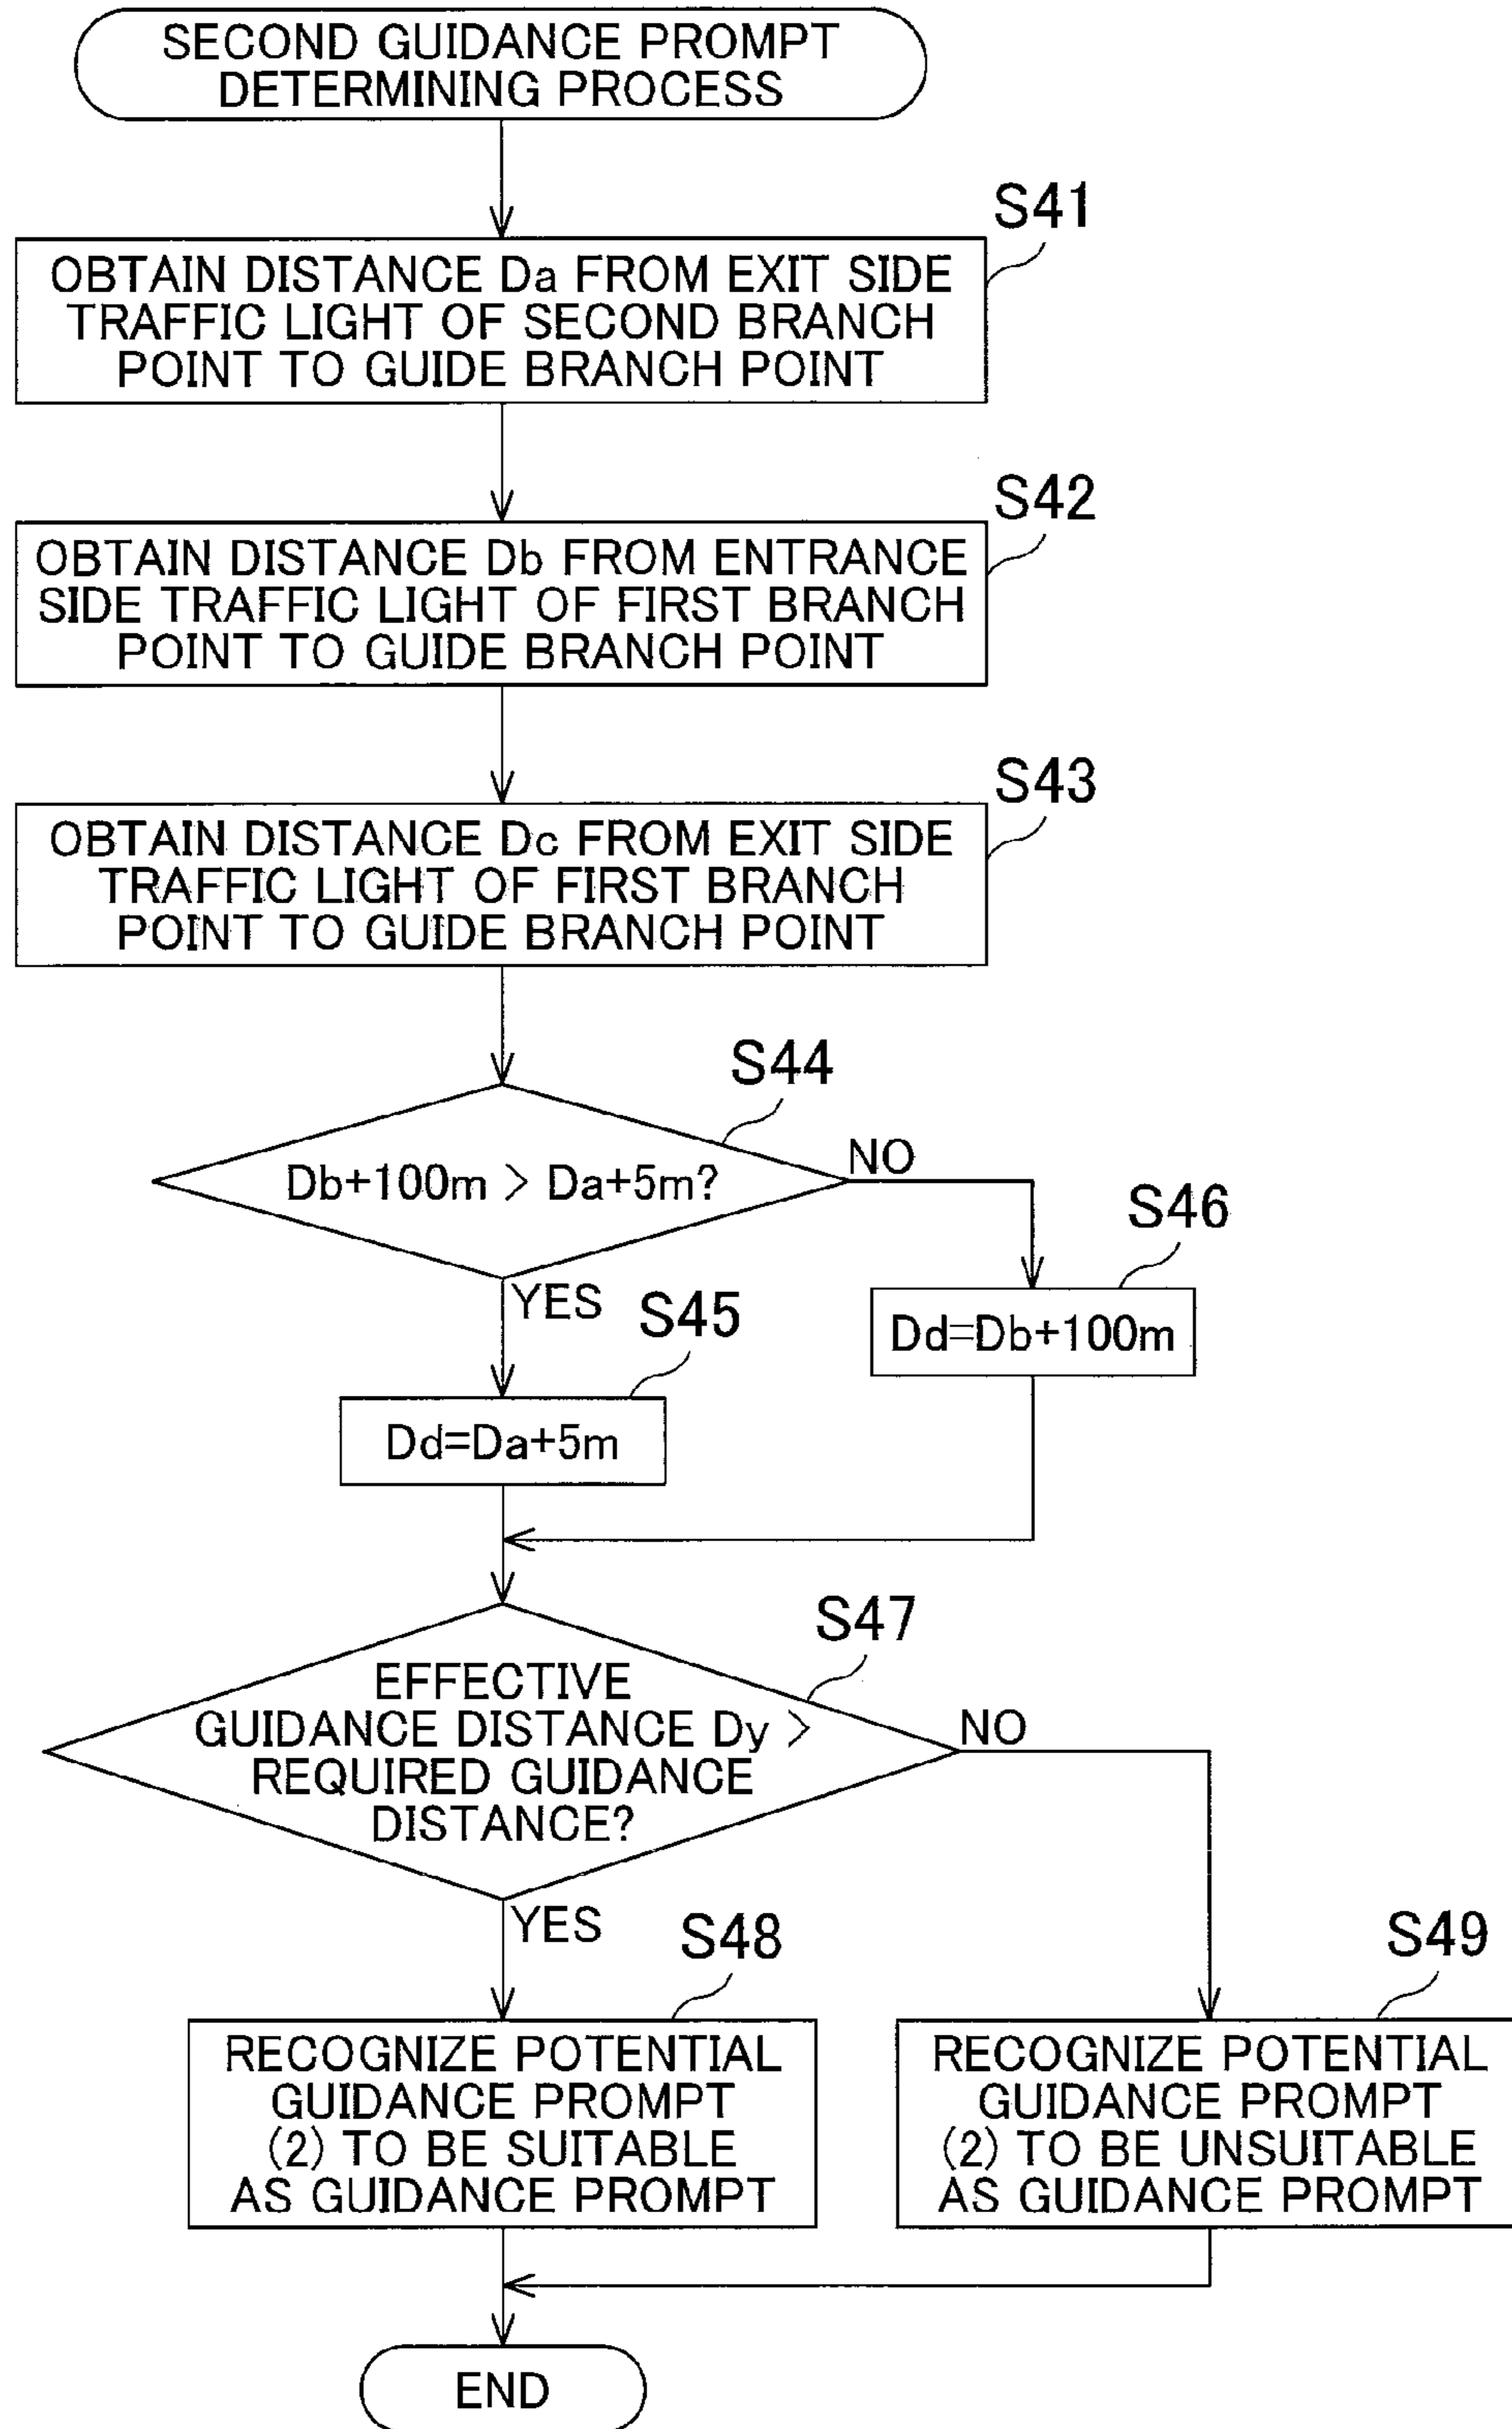 SECOND GUIDANCE PROMPT
DETERMINING PROCESS
S41
OBTAIN DISTANCE Da FROM EXIT SIDE
TRAFFIC LIGHT OF SECOND BRANCH
POINT TO GUIDE BRANCH POINT
S42
OBTAIN DISTANCE Db FROM ENTRANCE
SIDE TRAFFIC LIGHT OF FIRST BRANCH
POINT TO GUIDE BRANCH POINT
S43
OBTAIN DISTANCE Dc FROM EXIT SIDE
TRAFFIC LIGHT OF FIRST BRANCH
POINT TO GUIDE BRANCH POINT
S44
Db+100m > Da+5m?
NO
YES
S46
Dd=Db+100m
S45
Dd=Da+5m
S47
EFFECTIVE
GUIDANCE DISTANCE Dy >
REQUIRED GUIDANCE
DISTANCE?
NO
YES
S48
RECOGNIZE POTENTIAL
GUIDANCE PROMPT
(2) TO BE SUITABLE
AS GUIDANCE PROMPT
S49
RECOGNIZE POTENTIAL
GUIDANCE PROMPT
(2) TO BE UNSUITABLE
AS GUIDANCE PROMPT
END